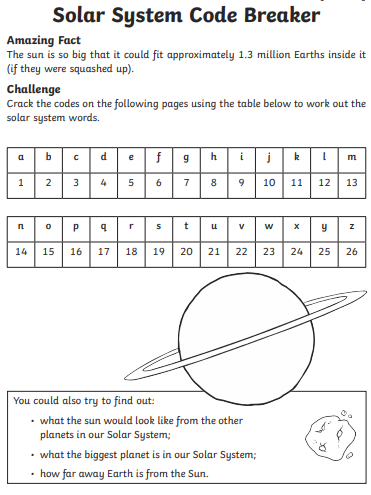 Solar System Code Breaker
Amazing Fact
The sun is so big that it could fit approximately 1.3 million Earths inside it
(if they were squashed up).
Challenge
Crack the codes on the following pages using the table below to work out the
solar system words.
a b c d e f g h i j k l m
1 2 3 4 5 6 7 8 9 10 11 12 13
n o p q r s t u v w x y z
14 15 16 17 18 19 20 21 22 23 24 25 26
You could also try to find out:
• what the sun would look like from the other
planets in our Solar System;
• what the biggest planet is in our Solar System;
• how far away Earth is from the Sun.